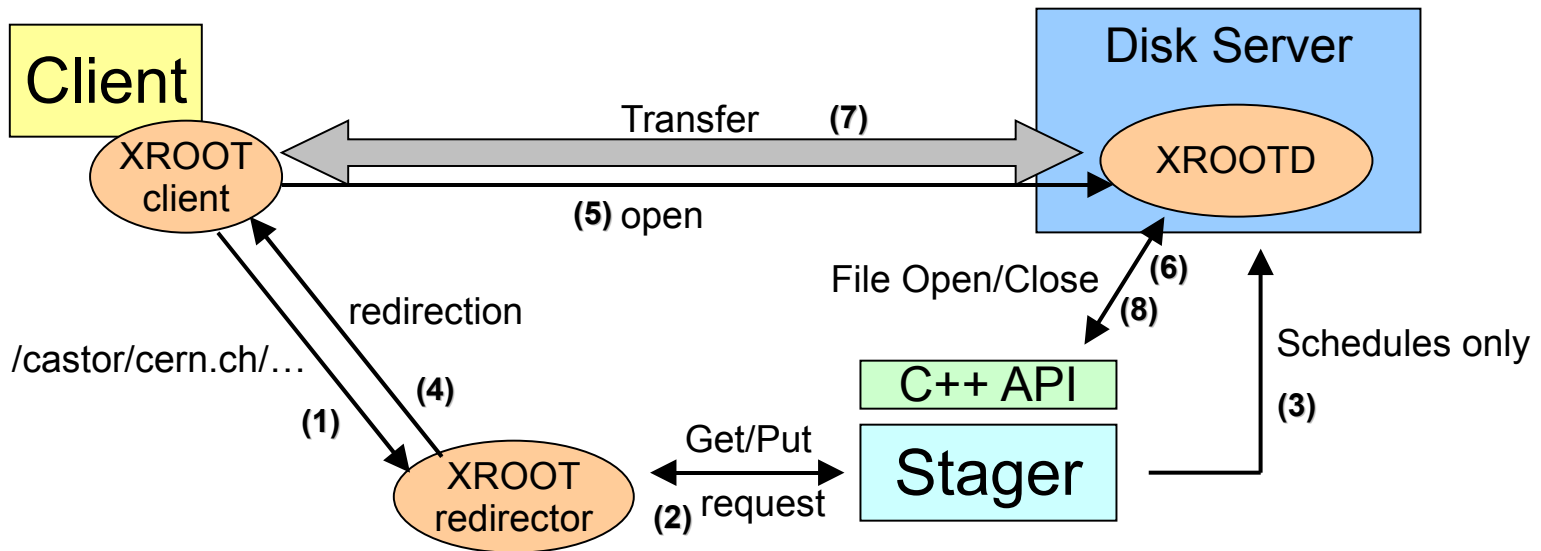 Client
Disk Server
Transfer
(7)
XROOT
client
XROOTD
(5) open
File Open/Close
(6)
(8)
redirection
Schedules only
/castor/cern.ch/…
(4)
(3)
(1)
C++ API
Get/Put
Stager
XROOT
redirector
(2) request